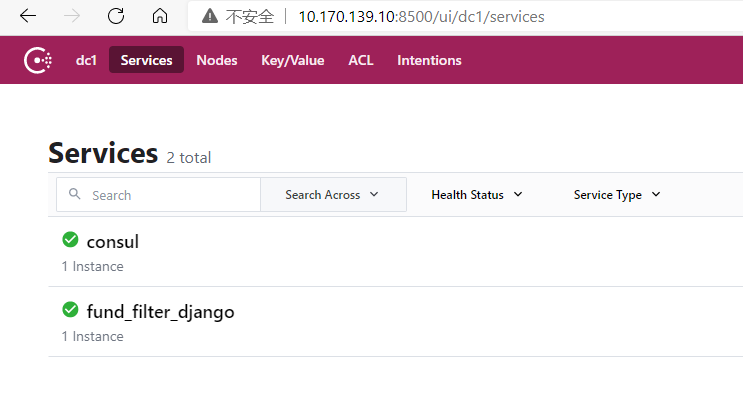 不安全 10.170.139.10:8500/ui/dc1/services
dc1 Services Nodes Key/Value ACL Intentions
Services 2 total
Search Search Across Health Status Service Type
consul
1 Instance
fund_filter_django
1 Instance